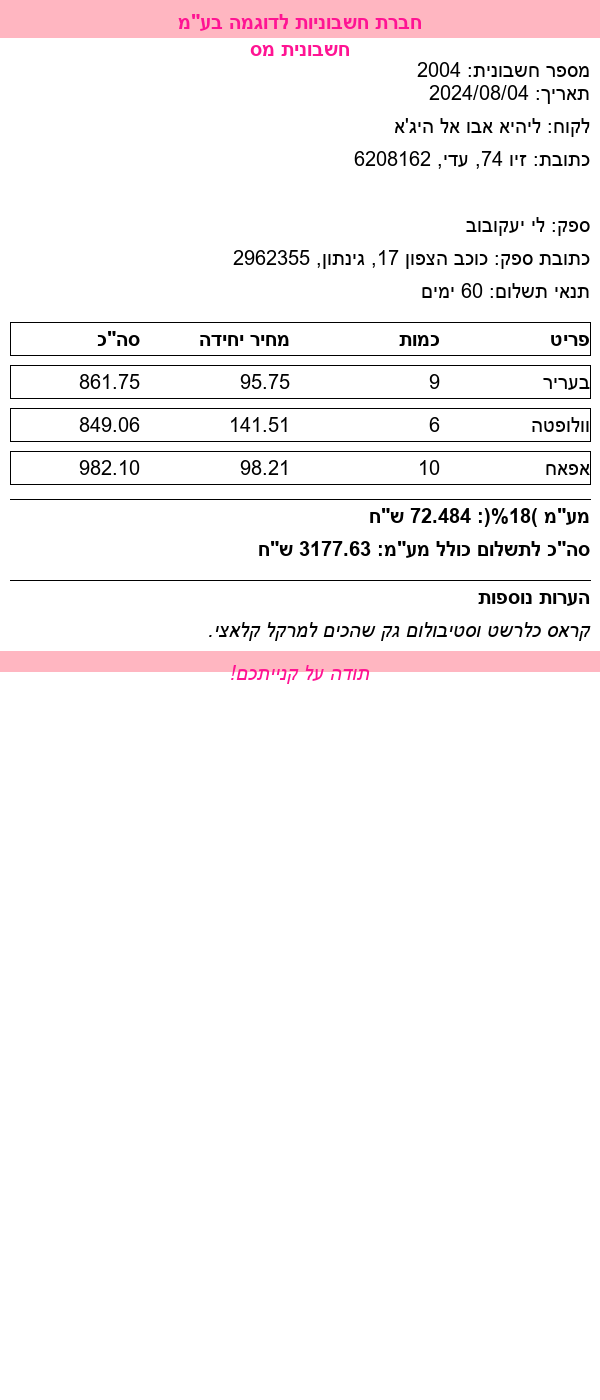 חברת חשבוניות לדוגמה בע"מ
חשבונית מס
מספר חשבונית: 2004
תאריך: 2024/08/04
לקוח: ליהיא אבו אל היג'א
כתובת: זיו 74, עדי, 6208162
ספק: לי יעקובוב
כתובת ספק: כוכב הצפון 17, גינתון, 2962355
תנאי תשלום: 60 ימים
פריט כמות מחיר יחידה סה"כ
בעריר 9 95.75 861.75
וולופטה 6 141.51 849.06
אפאח 10 98.21 982.10
מע"מ )18%(: 72.484 ש"ח
סה"כ לתשלום כולל מע"מ: 3177.63 ש"ח
הערות נוספות
קראס כלרשט וסטיבולום גק שהכים למרקל קלאצי.
תודה על קנייתכם!